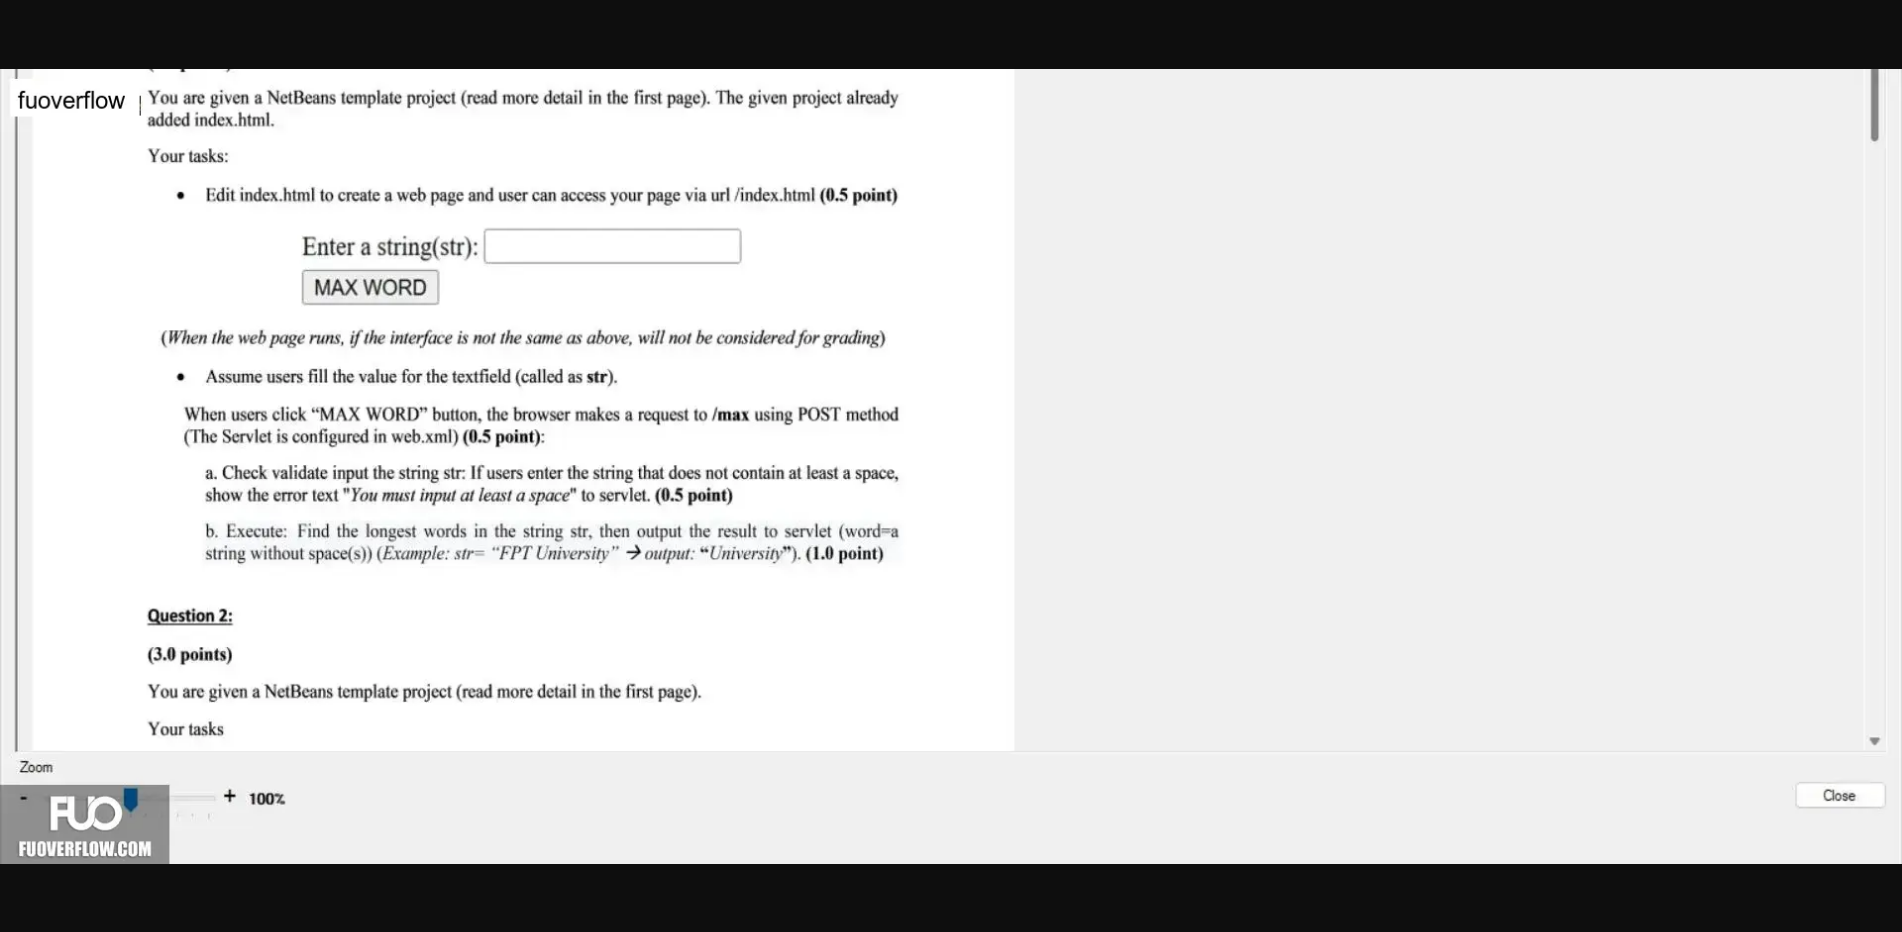 fuoverflow
You are given a NetBeans template project (read more detail in the first page). The given project already
added index.html.
Your tasks:
• Edit index.html to create a web page and user can access your page via url /index.html (0.5 point)
Enter a string(str):
MAX WORD
(When the web page runs, if the interface is not the same as above, will not be considered for grading)
• Assume users fill the value for the textfield (called as str).
When users click “MAX WORD” button, the browser makes a request to /max using POST method
(The Servlet is configured in web.xml) (0.5 point):
a. Check validate input the string str: If users enter the string that does not contain at least a space,
show the error text "You must input at least a space" to servlet. (0.5 point)
b. Execute: Find the longest words in the string str, then output the result to servlet (word=a
string without space(s)) (Example: str= “FPT University” → output: “University”). (1.0 point)
Question 2:
(3.0 points)
You are given a NetBeans template project (read more detail in the first page).
Your tasks
Zoom
- + 100%
Close
FUO
FUOVERFLOW.COM